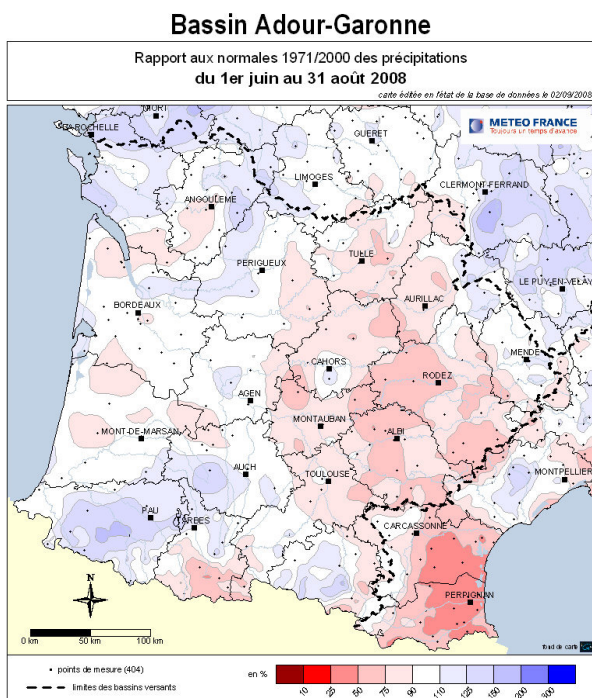 Bassin Adour-Garonne
Rapport aux normales 1971/2000 des précipitations
du 1er juin au 31 août 2008
carte éditée en l'état de la base de données le 02/09/2008
NIORT
LA ROCHELLE
METEO FRANCE
Toujours un temps d'avance
GUERET
LIMOGES
CLERMONT-FERRAND
ANGOULEME
PERIGUEUX
TULLE
LE PUY-EN-VELAY
AURILLAC
BORDEAUX
MENDE
CAHORS
RODEZ
AGEN
MONTAUBAN
MONT-DE-MARSAN
ALBI
AUCH
TOULOUSE
MONTPELLIER
PAU
TARBES
CARCASSONNE
N
PERPIGNAN
0 km 50 km 100 km
fond de carte
• points de mesure (404)
limites des bassins versants
en %
10 25 50 75 90 110 125 150 200 300